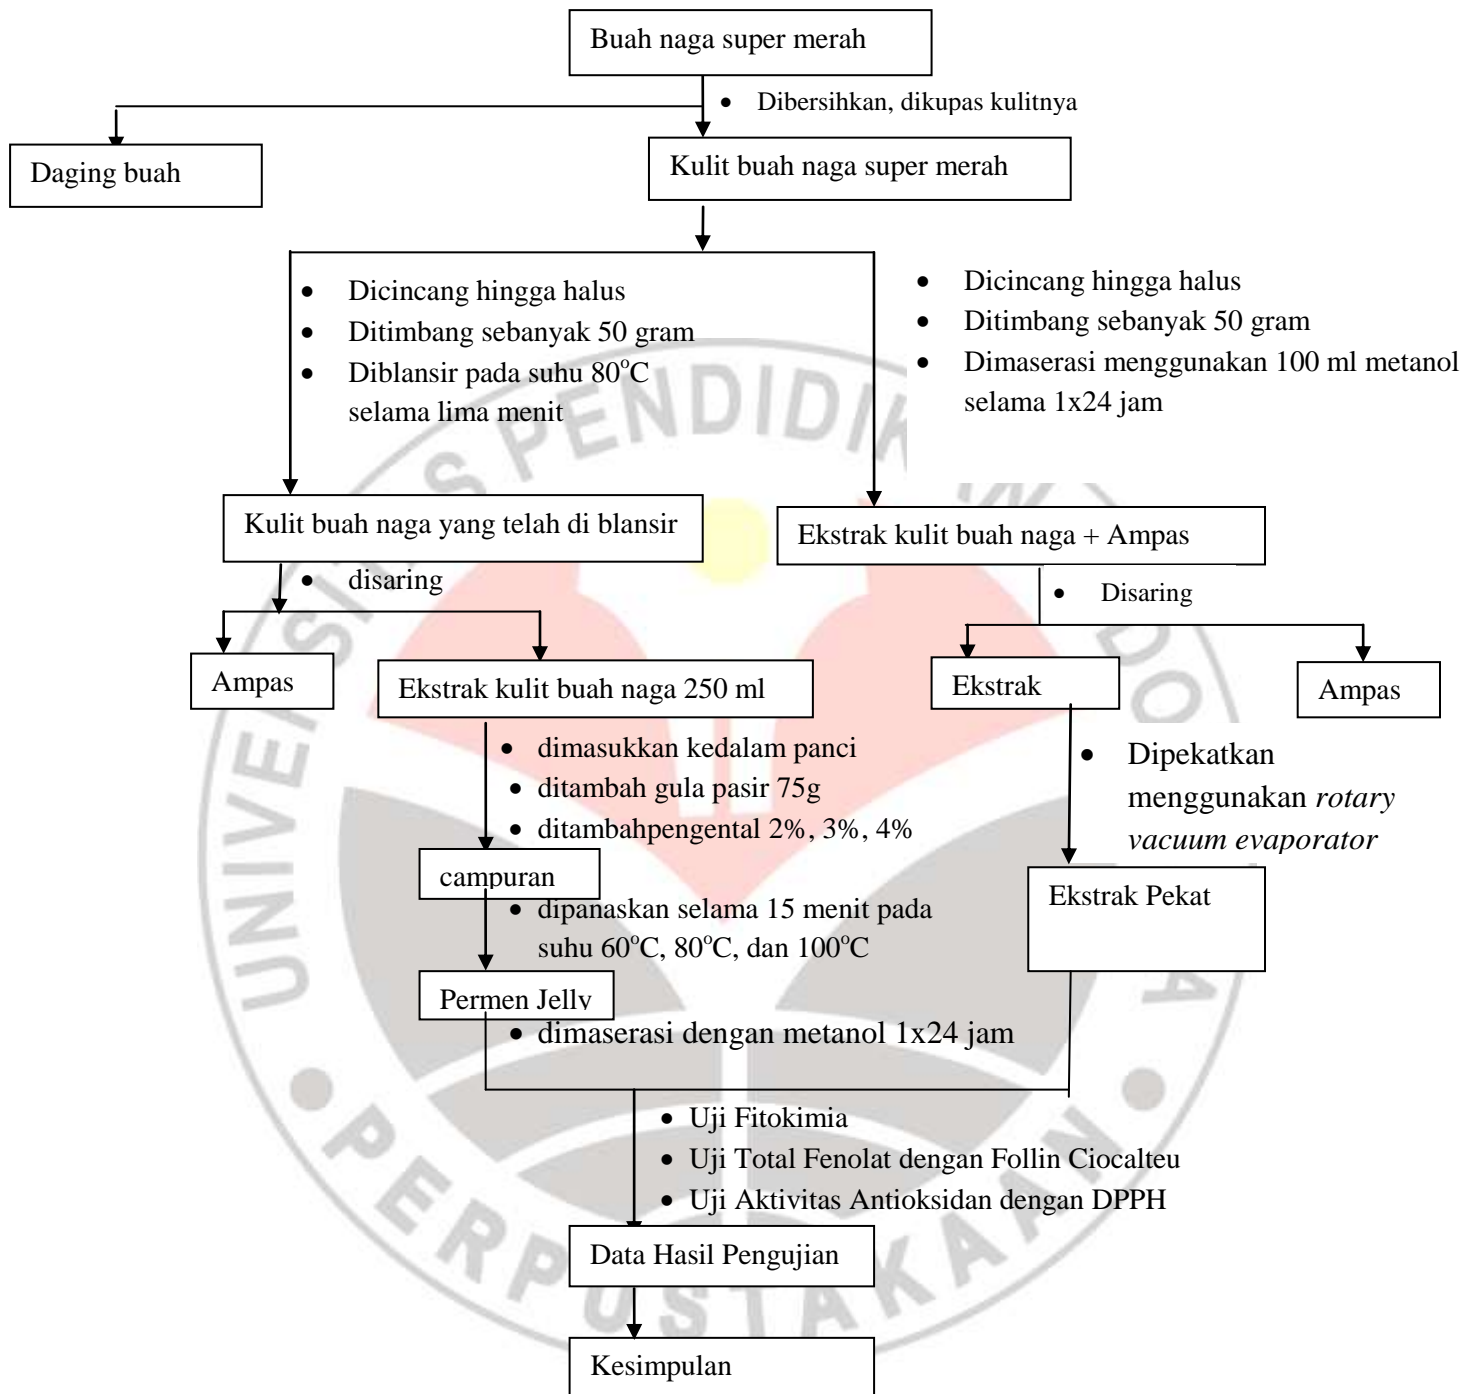 Buah naga super merah
• Dibersihkan, dikupas kulitnya
Daging buah
Kulit buah naga super merah
• Dicincang hingga halus
• Ditimbang sebanyak 50 gram
• Diblansir pada suhu 80°C
selama lima menit
• Dicincang hingga halus
• Ditimbang sebanyak 50 gram
• Dimaserasi menggunakan 100 ml metanol
selama 1x24 jam
Kulit buah naga yang telah di blansir
Ekstrak kulit buah naga + Ampas
• disaring
• Disaring
Ampas
Ekstrak kulit buah naga 250 ml
Ekstrak
Ampas
• dimasukkan kedalam panci
• ditambah gula pasir 75g
• ditambahpengental 2%, 3%, 4%
• Dipekatkan
menggunakan rotary
vacuum evaporator
campuran
Ekstrak Pekat
• dipanaskan selama 15 menit pada
suhu 60°C, 80°C, dan 100°C
Permen Jelly
• dimaserasi dengan metanol 1x24 jam
• Uji Fitokimia
• Uji Total Fenolat dengan Follin Ciocalteu
• Uji Aktivitas Antioksidan dengan DPPH
Data Hasil Pengujian
Kesimpulan
UNIVERSITAS PENDIDIK
PERPUSTAKAAN